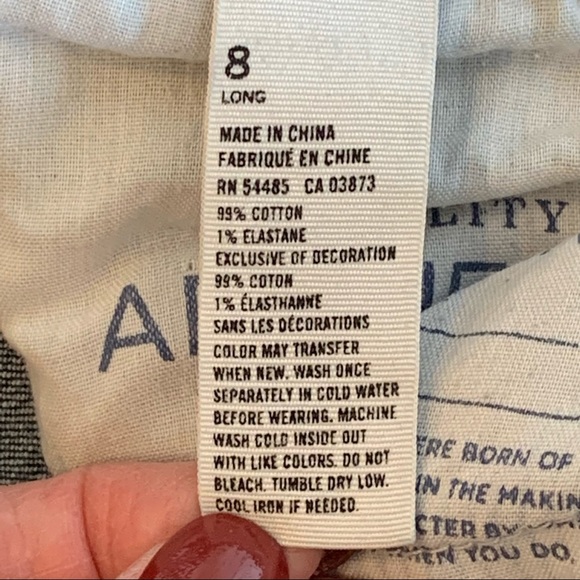 8
LONG
MADE IN CHINA
FABRIQUÉ EN CHINE
RN 54485 CA 03873
99% COTTON
1% ELASTANE
EXCLUSIVE OF DECORATION
99% COTON
1% ÉLASTHANNE
SANS LES DÉCORATIONS
COLOR MAY TRANSFER
WHEN NEW. WASH ONCE
SEPARATELY IN COLD WATER
BEFORE WEARING. MACHINE
WASH COLD INSIDE OUT
WITH LIKE COLORS. DO NOT
BLEACH. TUMBLE DRY LOW.
COOL IRON IF NEEDED.
LITY
ERE BORN OF
IN THE MAKIN
CTER
EN YOU DO,